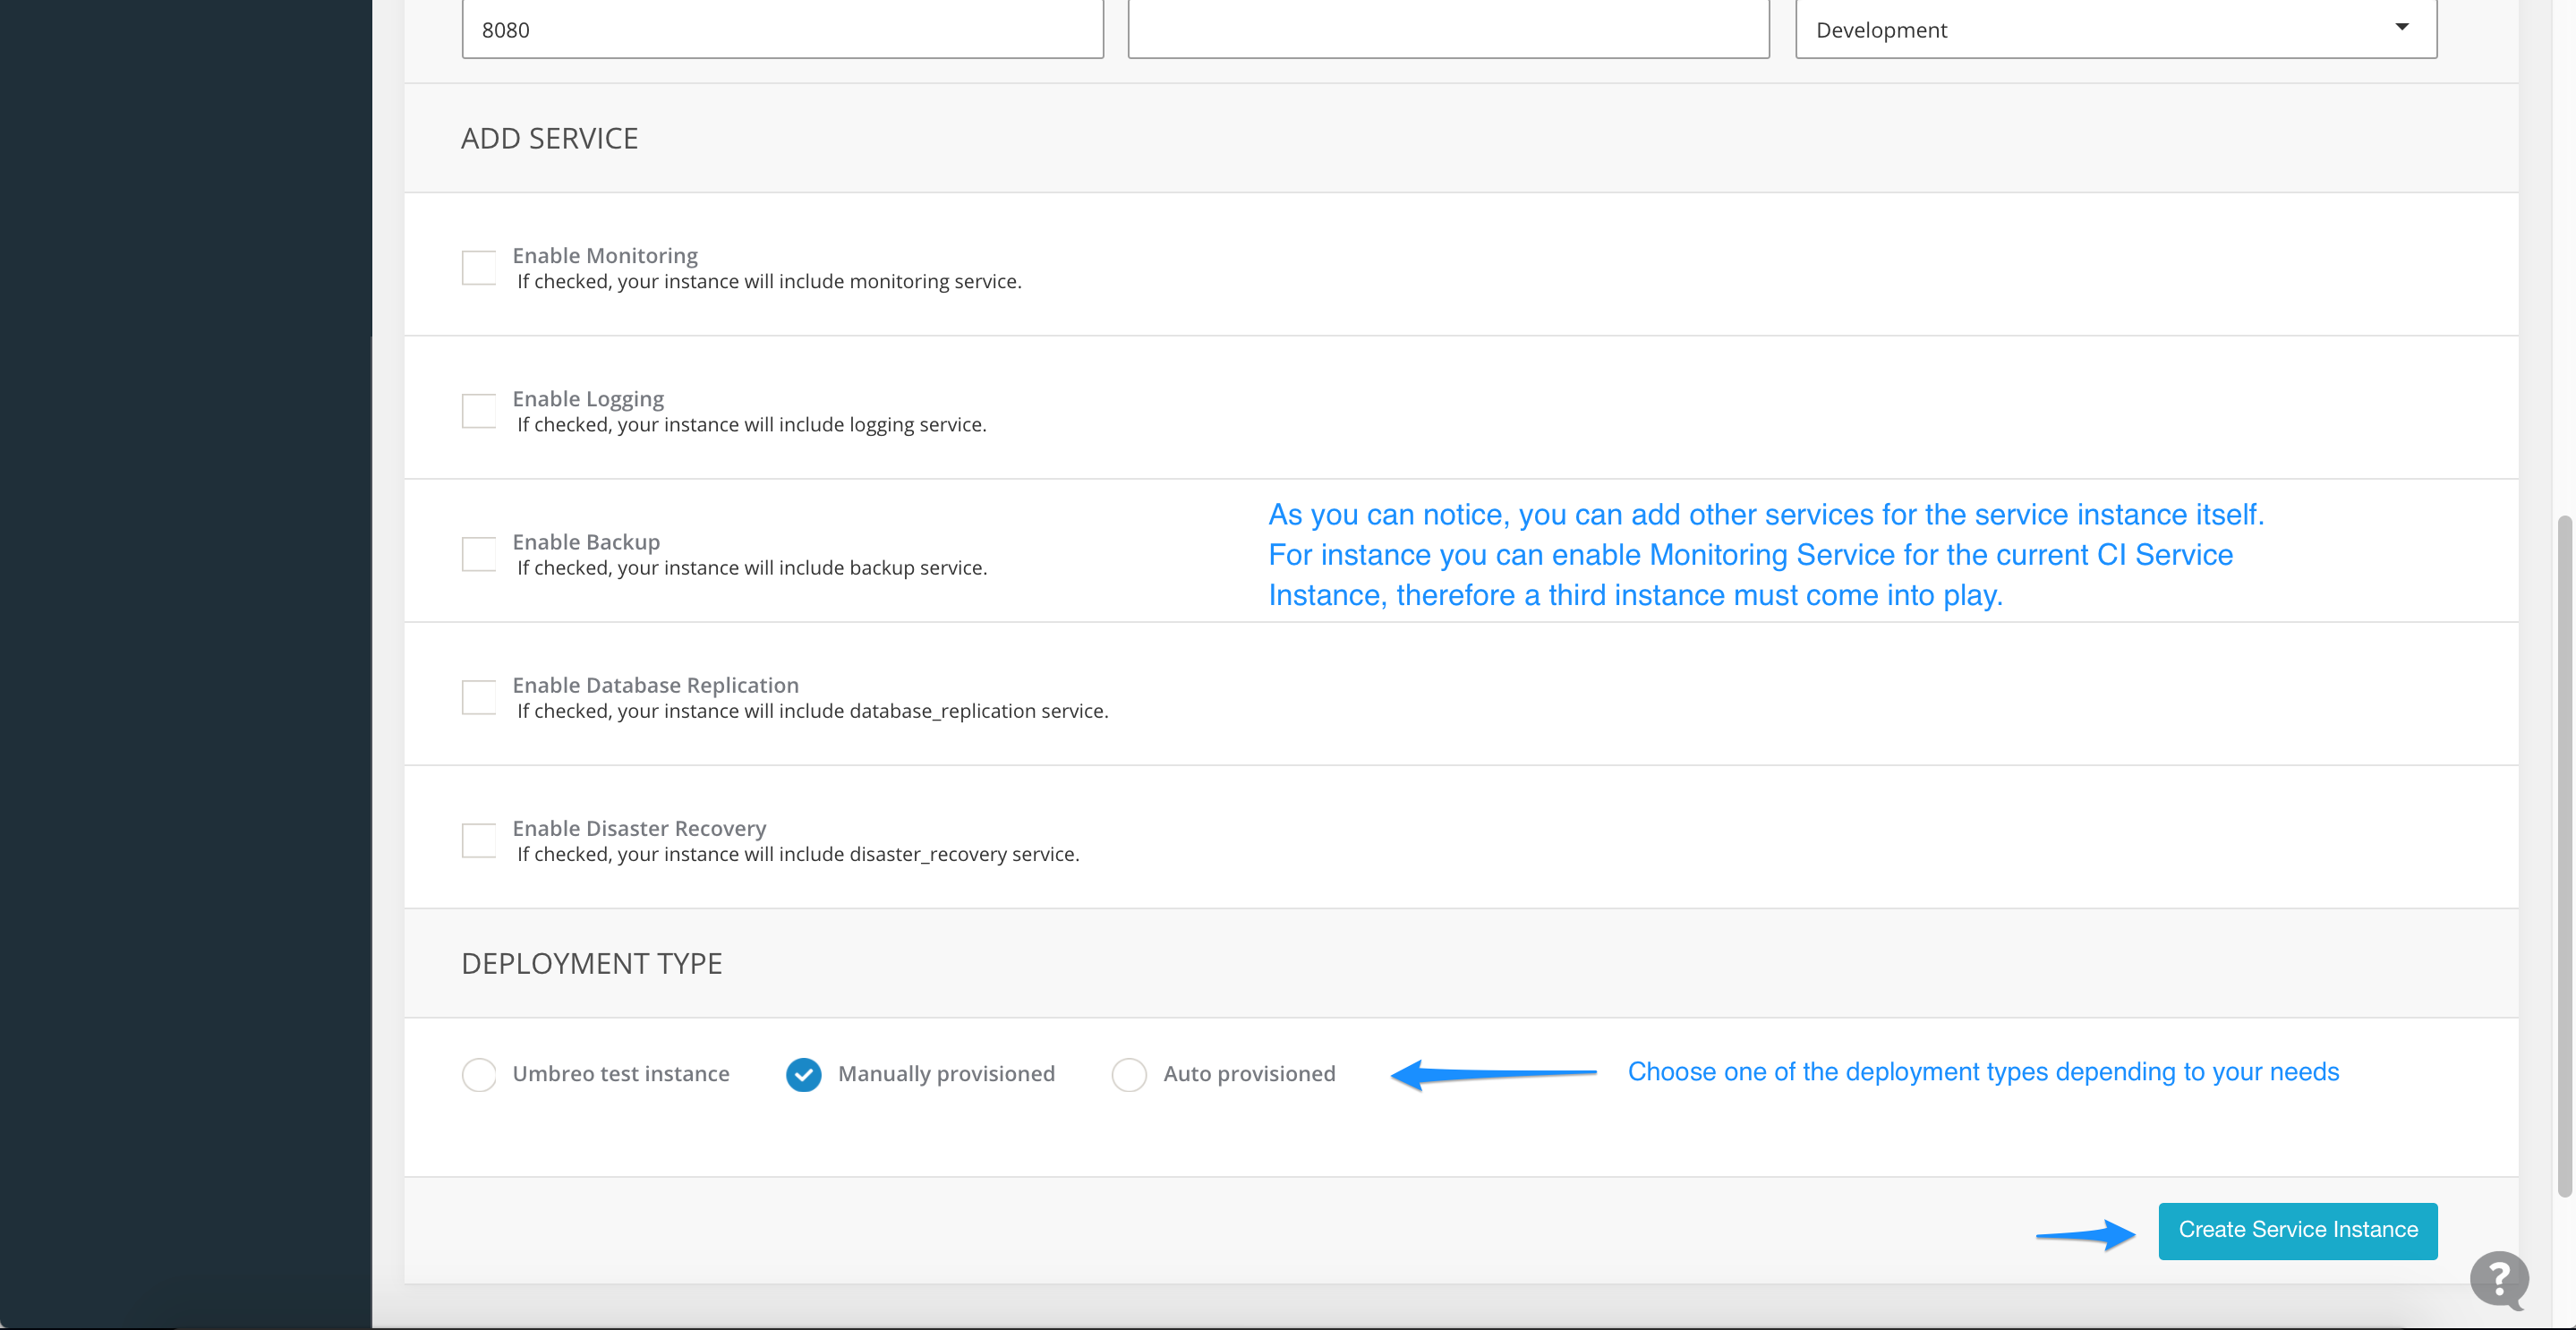 8080
Development
ADD SERVICE
Enable Monitoring
If checked, your instance will include monitoring service.
Enable Logging
If checked, your instance will include logging service.
Enable Backup
If checked, your instance will include backup service.
As you can notice, you can add other services for the service instance itself.
For instance you can enable Monitoring Service for the current CI Service
Instance, therefore a third instance must come into play.
Enable Database Replication
If checked, your instance will include database_replication service.
Enable Disaster Recovery
If checked, your instance will include disaster_recovery service.
DEPLOYMENT TYPE
Umbreo test instance
Manually provisioned
Auto provisioned
Choose one of the deployment types depending to your needs
Create Service Instance
?